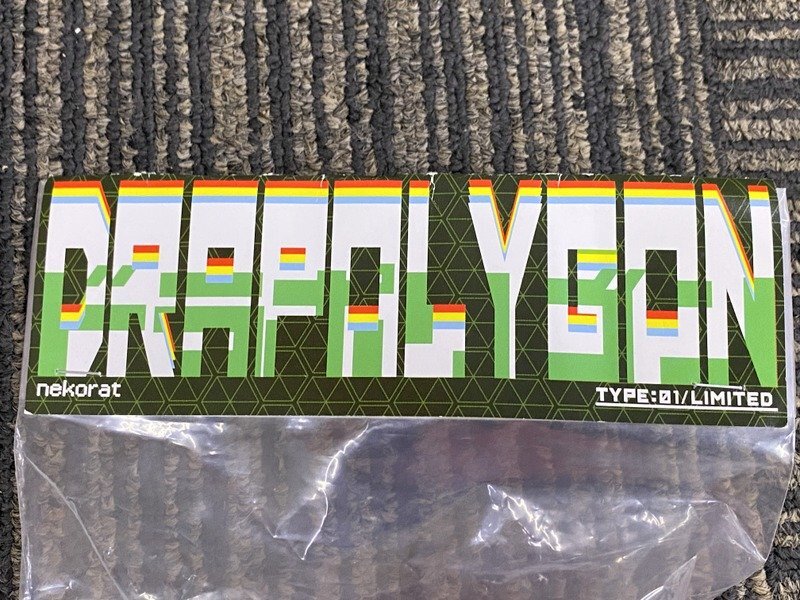 DRAPOLYGON
nekorat
TYPE:01/LIMITED